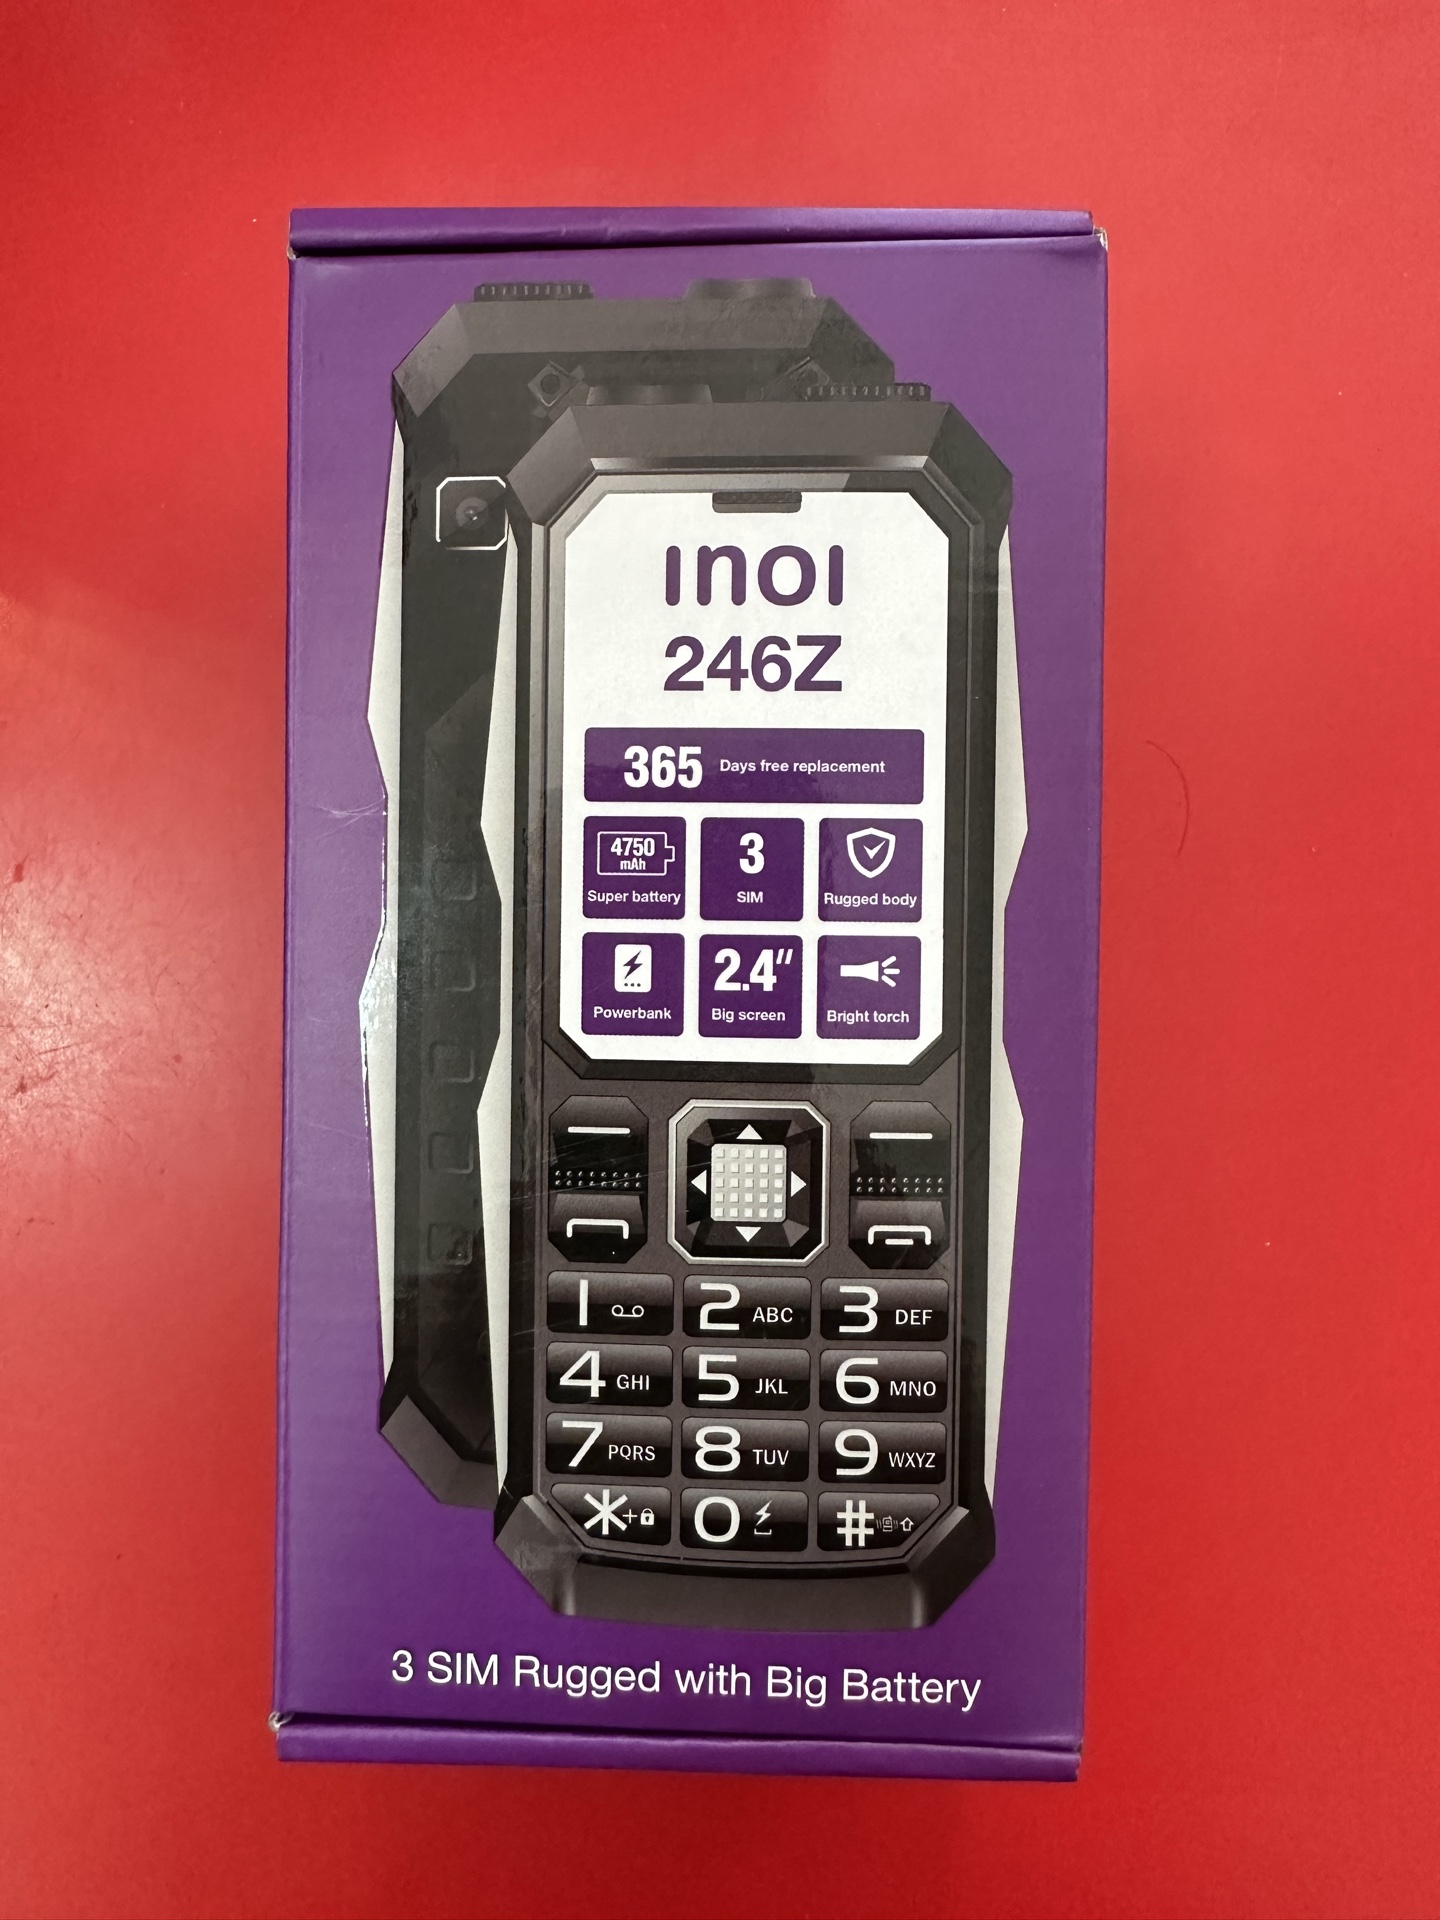 ınoı
246Z
365 Days free replacement
4750
mAh
Super battery
3
SIM
Rugged body
Powerbank
2.4"
Big screen
Bright torch
1
2 ABC
3 DEF
4 GHI
5 JKL
6 MNO
7 PQRS
8 TUV
9 WXYZ
*+
0
#
3 SIM Rugged with Big Battery